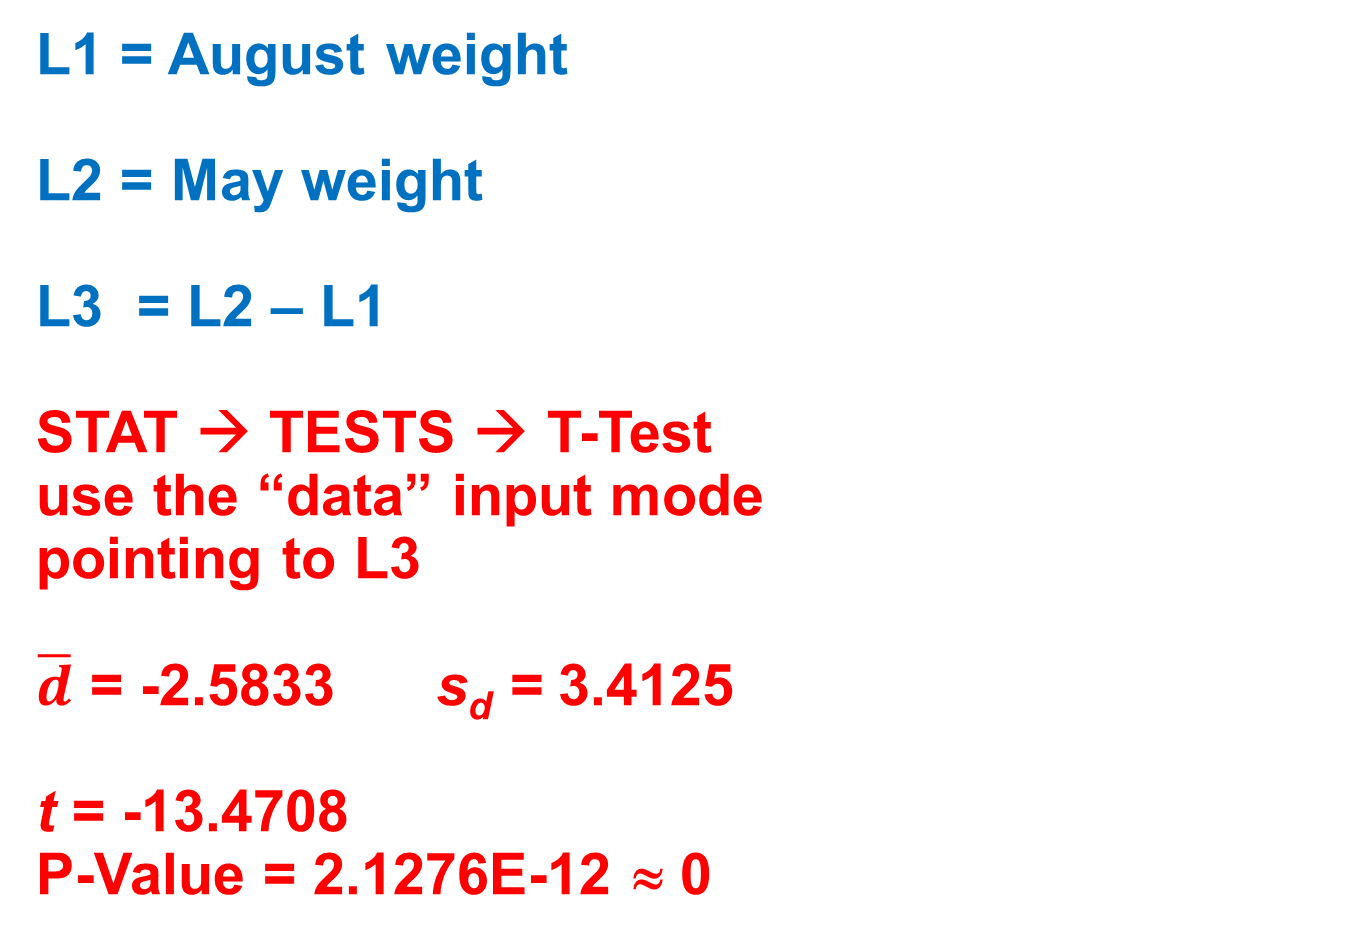 L1 = August weight
L2 = May weight
L3 = L2 – L1
STAT → TESTS → T-Test
use the “data” input mode
pointing to L3
d̅ = -2.5833 s_d = 3.4125
t = -13.4708
P-Value = 2.1276E-12 ≈ 0